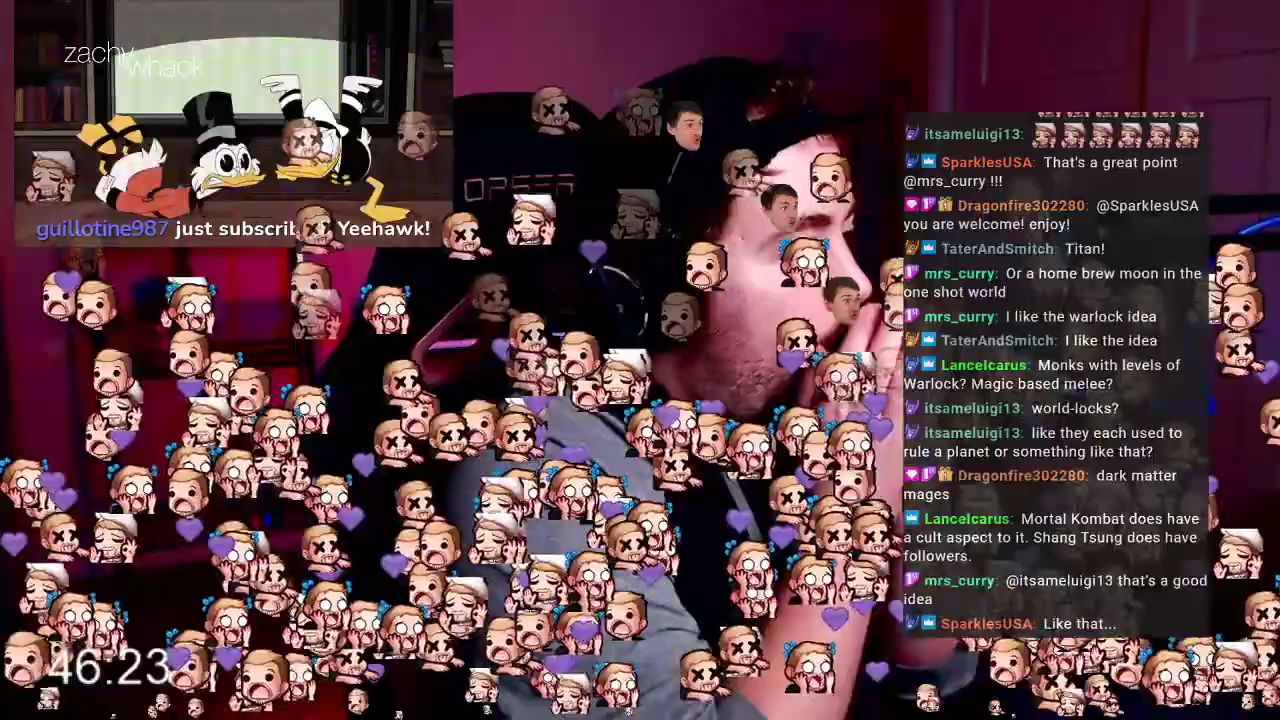 zachy
whack
guillotine987 just subscrib Yeehawk!
itsameluigi13:
SparklesUSA: That's a great point
@mrs_curry !!!
Dragonfire302280: @SparklesUSA
you are welcome! enjoy!
TaterAndSmitch: Titan!
mrs_curry: Or a home brew moon in the
one shot world
mrs_curry: I like the warlock idea
TaterAndSmitch: I like the idea
LanceIcarus: Monks with levels of
Warlock? Magic based melee?
itsameluigi13: world-locks?
itsameluigi13: like they each used to
rule a planet or something like that?
Dragonfire302280: dark matter
mages
LanceIcarus: Mortal Kombat does have
a cult aspect to it. Shang Tsung does have
followers.
mrs_curry: @itsameluigi13 that's a good
idea
SparklesUSA: Like that...
46:23